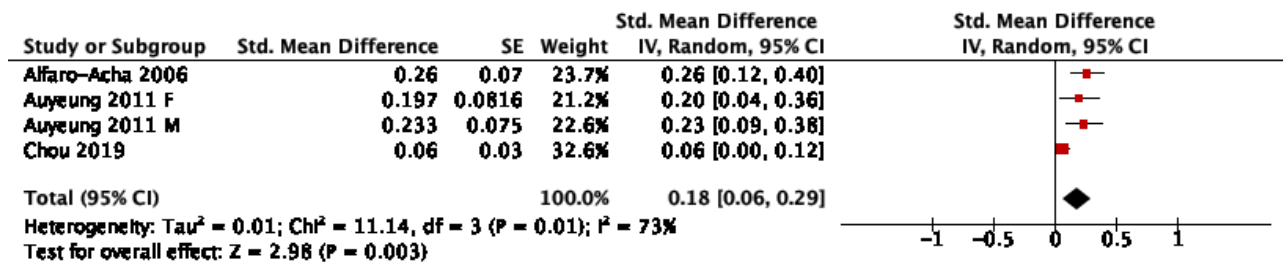 Std. Mean Difference Std. Mean Difference
Study or Subgroup Std. Mean Difference SE Weight IV, Random, 95% CI IV, Random, 95% CI
Alfaro-Acha 2006 0.26 0.07 23.7% 0.26 [0.12, 0.40]
Auyeung 2011 F 0.197 0.0816 21.2% 0.20 [0.04, 0.36]
Auyeung 2011 M 0.233 0.075 22.6% 0.23 [0.09, 0.38]
Chou 2019 0.06 0.03 32.6% 0.06 [0.00, 0.12]
Total (95% CI) 100.0% 0.18 [0.06, 0.29]
Heterogeneity: Tau² = 0.01; Chi² = 11.14, df = 3 (P = 0.01); I² = 73%
Test for overall effect: Z = 2.98 (P = 0.003)
-1 -0.5 0 0.5 1